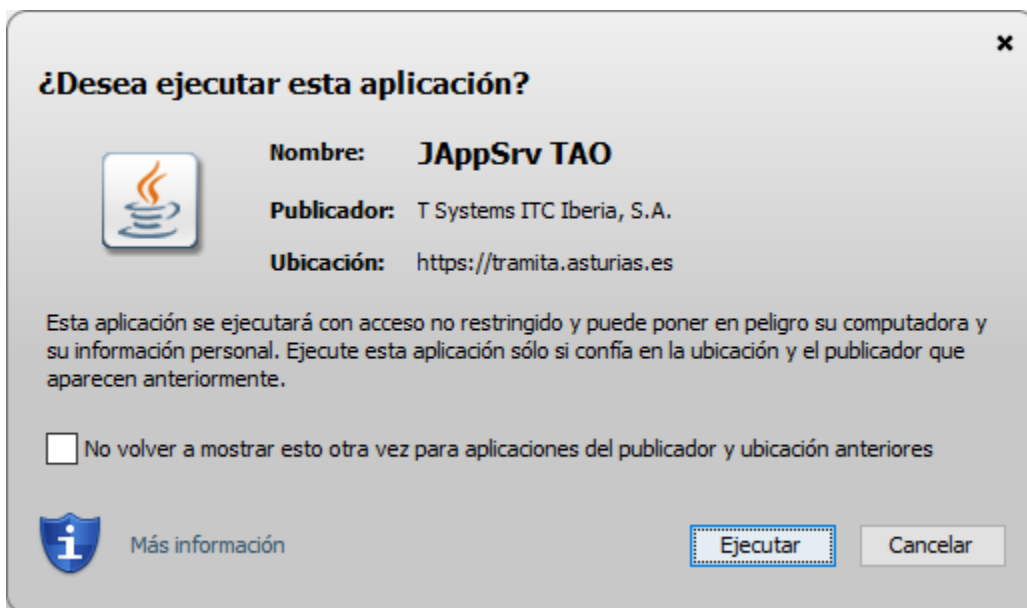 ¿Desea ejecutar esta aplicación?
Nombre: JAppSrv TAO
Publicador: T Systems ITC Iberia, S.A.
Ubicación: https://tramita.asturias.es
Esta aplicación se ejecutará con acceso no restringido y puede poner en peligro su computadora y
su información personal. Ejecute esta aplicación sólo si confía en la ubicación y el publicador que
aparecen anteriormente.
No volver a mostrar esto otra vez para aplicaciones del publicador y ubicación anteriores
Más información
Ejecutar
Cancelar